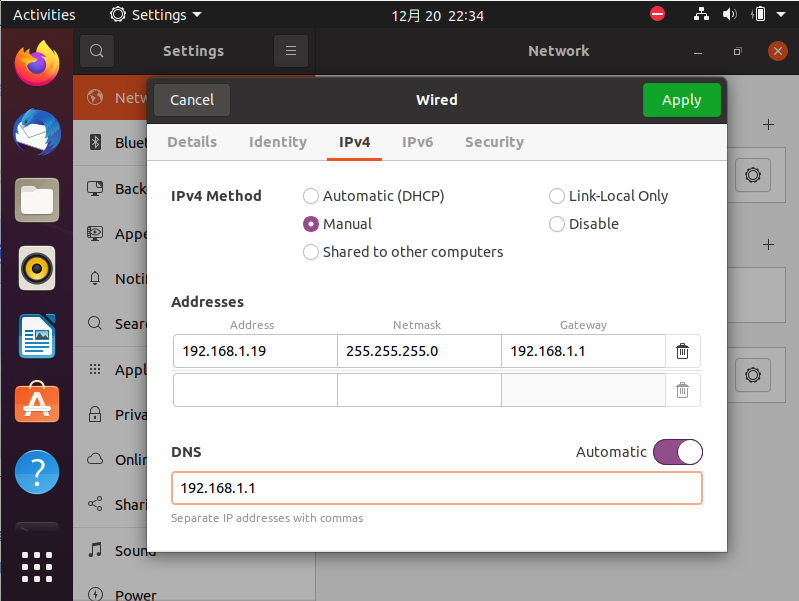 Activities Settings 12月 20 22:34
Settings Network
Cancel Wired Apply
Details Identity IPv4 IPv6 Security
IPv4 Method Automatic (DHCP) Link-Local Only
Manual Disable
Shared to other computers
Addresses
Address Netmask Gateway
192.168.1.19 255.255.255.0 192.168.1.1
DNS Automatic
192.168.1.1
Separate IP addresses with commas
Netw
Bluet
Back
Appe
Notif
Searc
Appl
Priva
Onlin
Shari
Sound
Power